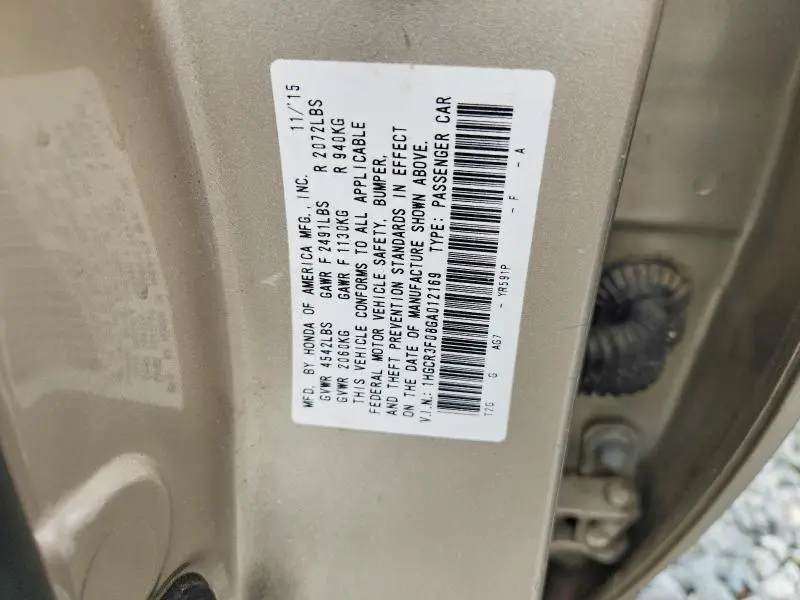 MFD. BY HONDA OF AMERICA MFG., INC. 11/'15
GVWR 4542LBS GAWR F 2491LBS R 2072LBS
GVWR 2060KG GAWR F 1130KG R 940KG
THIS VEHICLE CONFORMS TO ALL APPLICABLE
FEDERAL MOTOR VEHICLE SAFETY, BUMPER,
AND THEFT PREVENTION STANDARDS IN EFFECT
ON THE DATE OF MANUFACTURE SHOWN ABOVE.
V.I.N.: 1HGCR3F08GA012169 TYPE: PASSENGER CAR
T2G G AG7 - YR591P - F - A